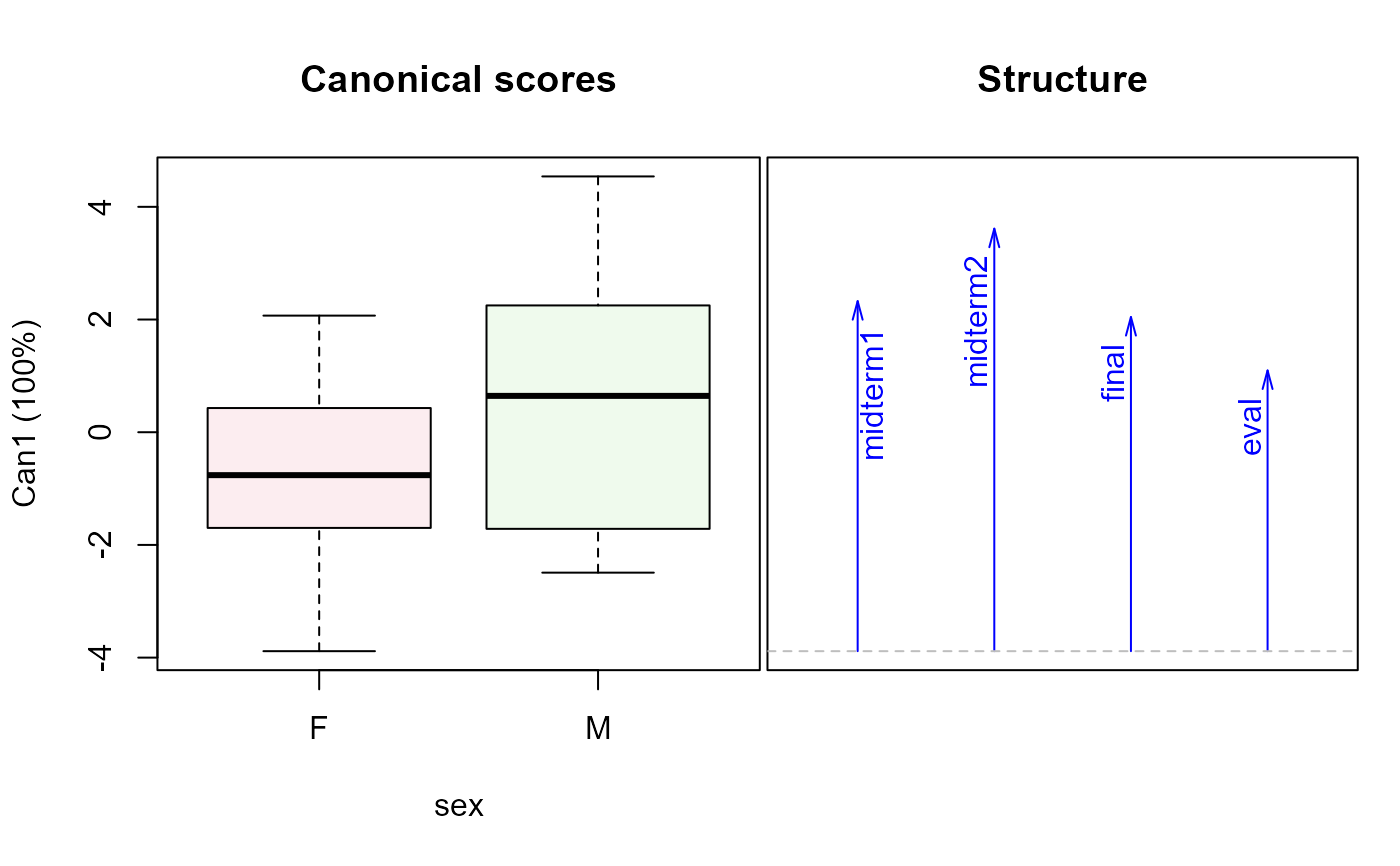 Canonical scores
Structure
Can1 (100%)
4
2
0
-2
-4
F
M
sex
midterm1
midterm2
final
eval